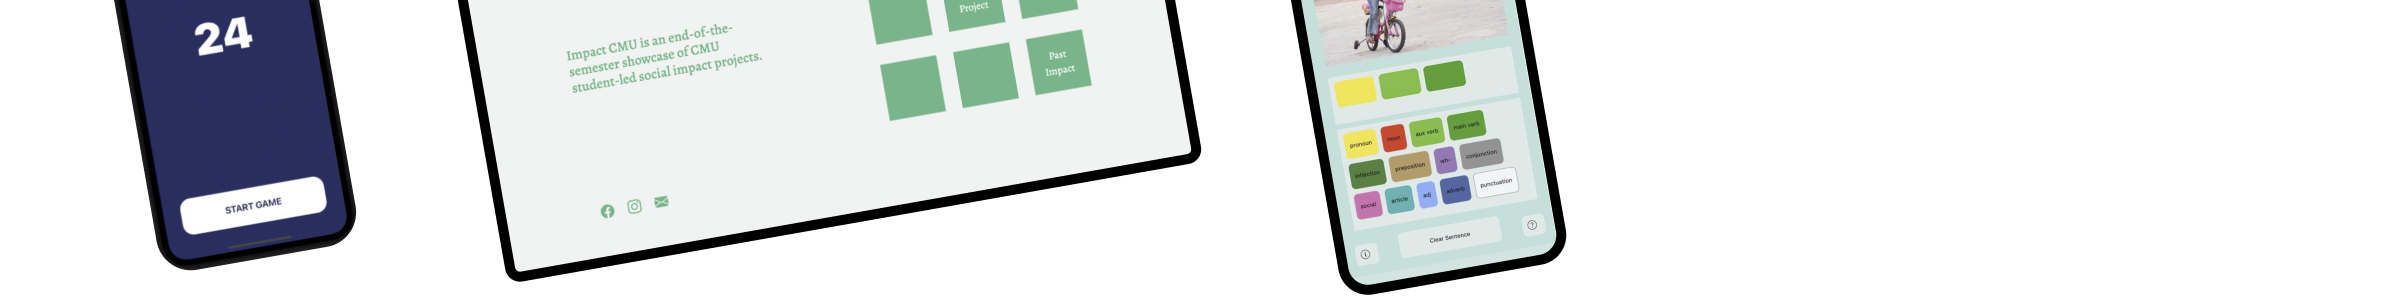 24
START GAME
Impact CMU is an end-of-the-
semester showcase of CMU
student-led social impact projects.
Project
Past
Impact
pronoun
noun
aux verb
main verb
inflection
preposition
wh-
conjunction
social
article
adj
adverb
punctuation
Clear Sentence